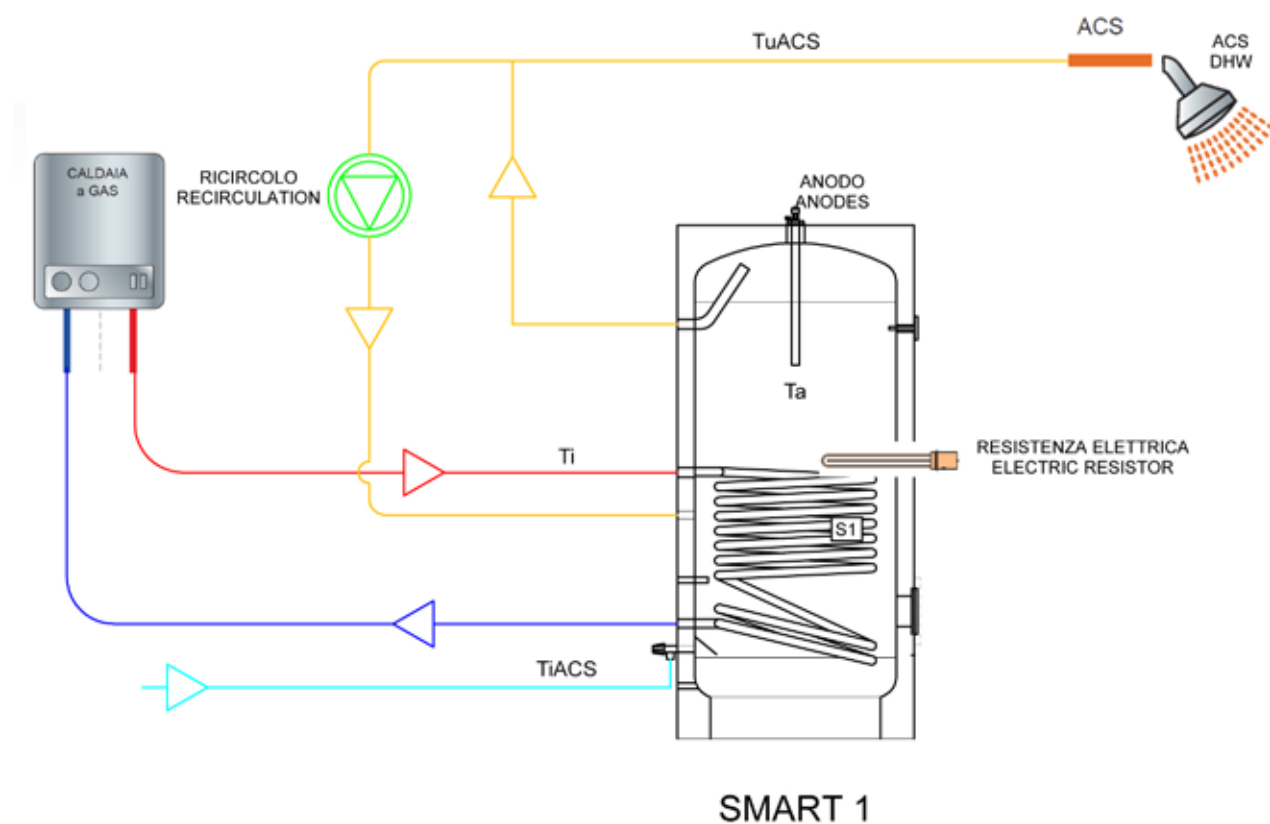 TuACS
ACS
ACS
DHW
CALDAIA
a GAS
RICIRCOLO
RECIRCULATION
ANODO
ANODES
Ta
Ti
RESISTENZA ELETTRICA
ELECTRIC RESISTOR
S1
TiACS
SMART 1